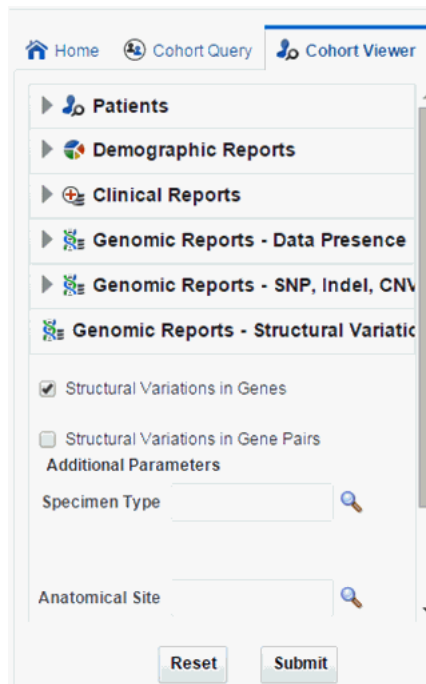 Home Cohort Query Cohort Viewer
Patients
Demographic Reports
Clinical Reports
Genomic Reports - Data Presence
Genomic Reports - SNP, Indel, CNV
Genomic Reports - Structural Variatic
Structural Variations in Genes
Structural Variations in Gene Pairs
Additional Parameters
Specimen Type
Anatomical Site
Reset Submit